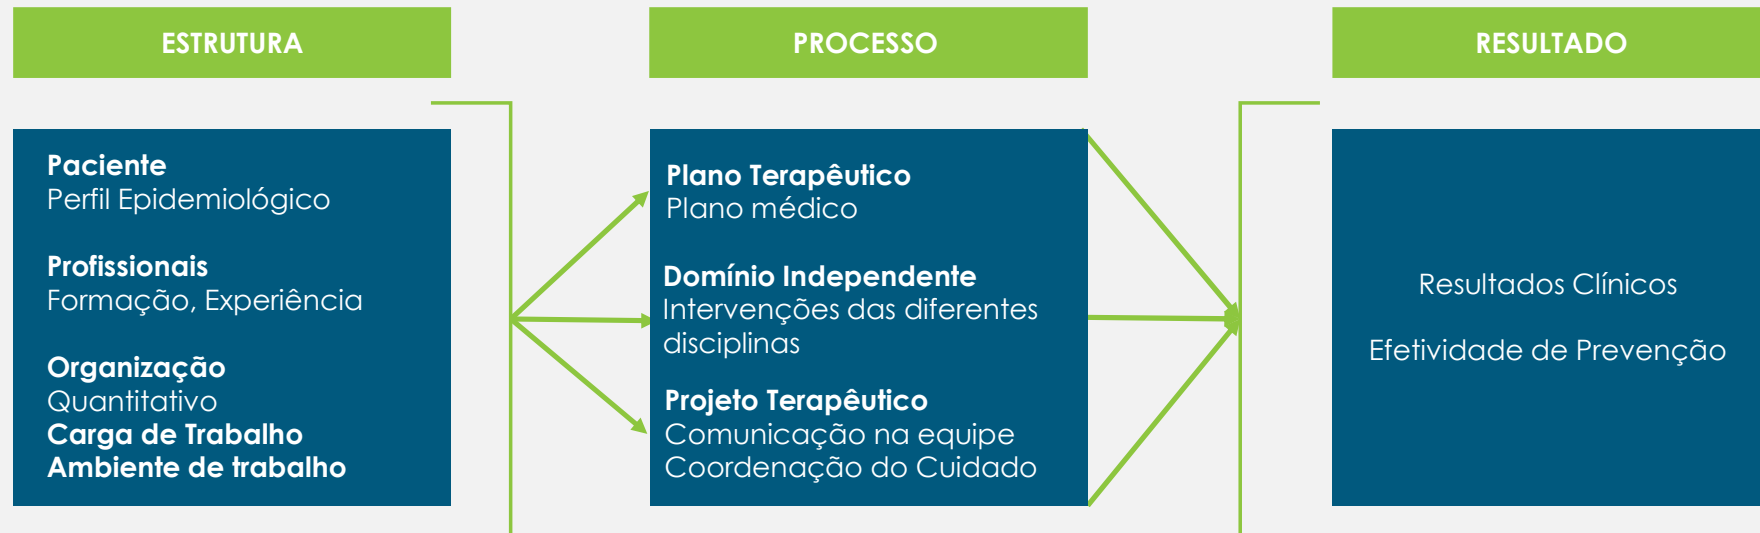 ESTRUTURA
PROCESSO
RESULTADO
Paciente
Perfil Epidemiológico
Profissionais
Formação, Experiência
Organização
Quantitativo
Carga de Trabalho
Ambiente de trabalho
Plano Terapêutico
Plano médico
Domínio Independente
Intervenções das diferentes
disciplinas
Projeto Terapêutico
Comunicação na equipe
Coordenação do Cuidado
Resultados Clínicos
Efetividade de Prevenção